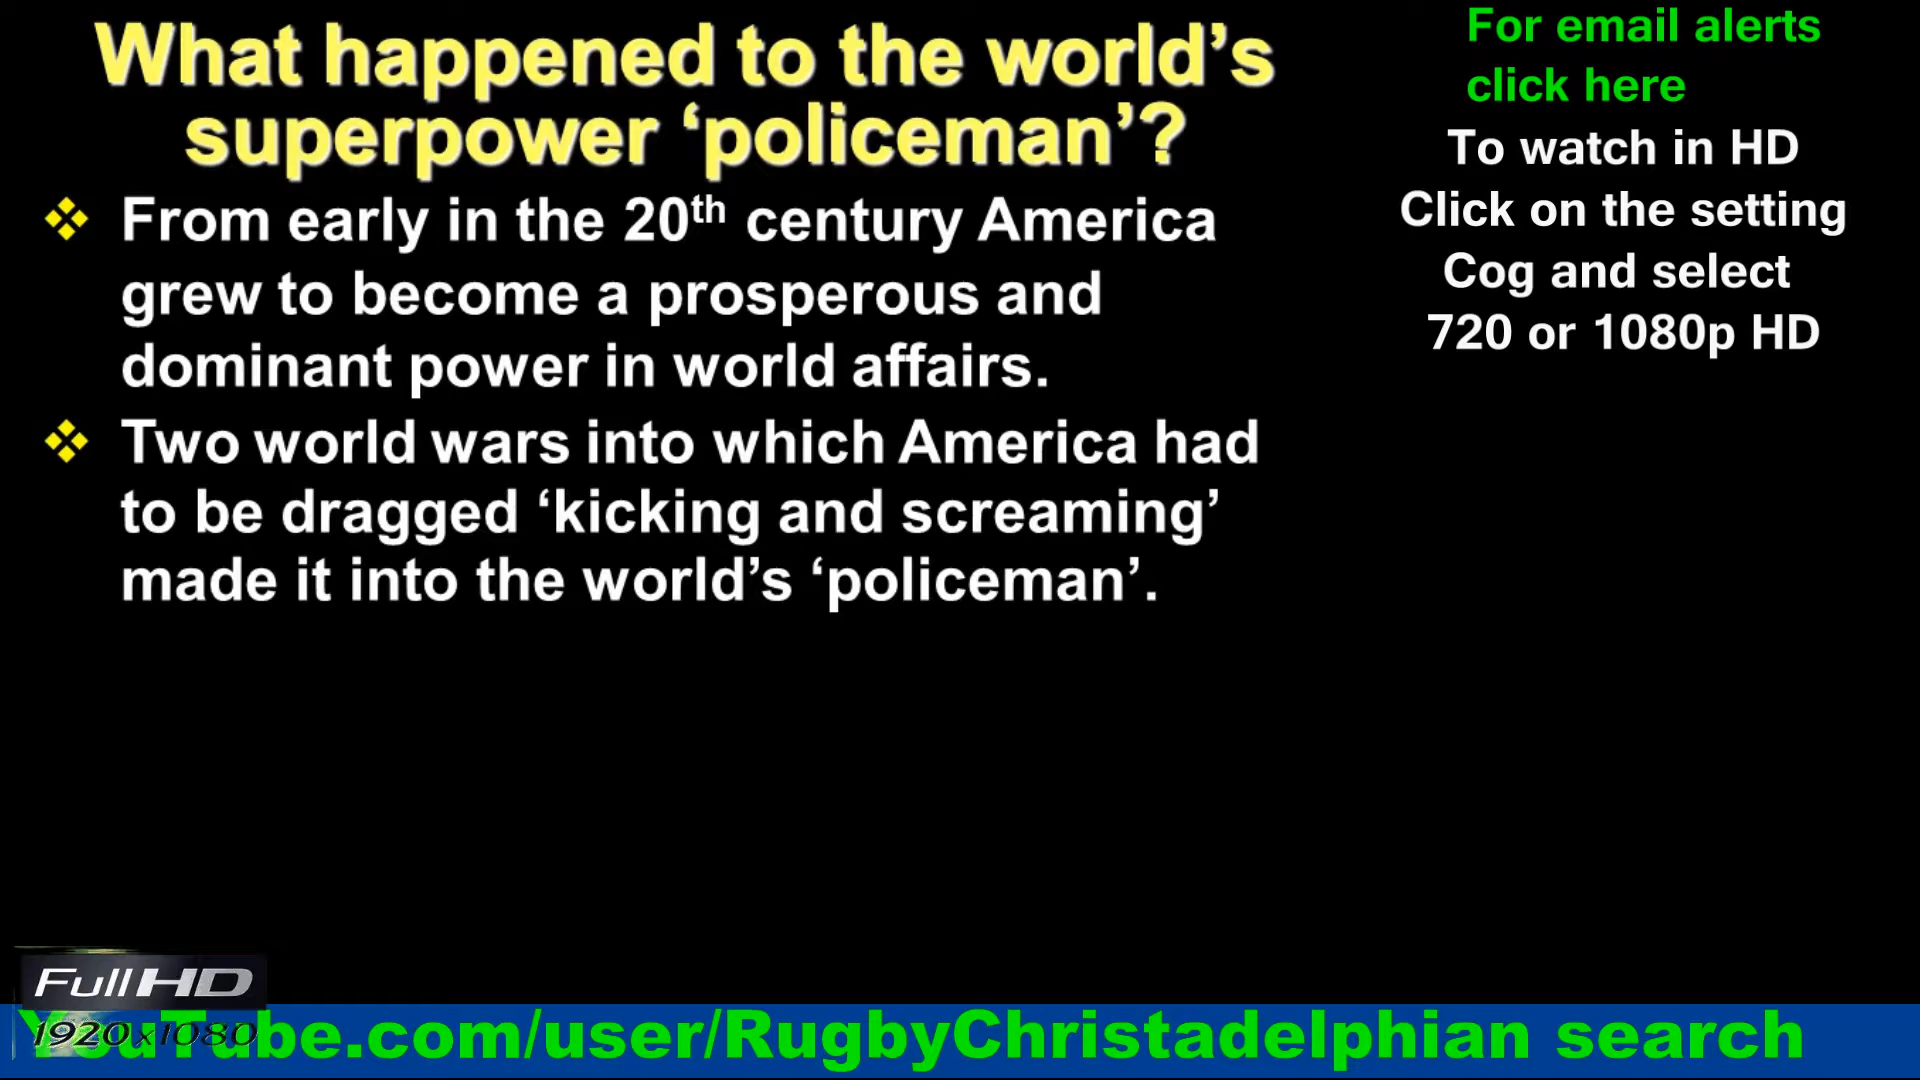 What happened to the world’s
superpower ‘policeman’?
❖ From early in the 20th century America
grew to become a prosperous and
dominant power in world affairs.
❖ Two world wars into which America had
to be dragged ‘kicking and screaming’
made it into the world’s ‘policeman’.
For email alerts
click here
To watch in HD
Click on the setting
Cog and select
720 or 1080p HD
Full HD
1920x1080
YouTube.com/user/RugbyChristadelphian search